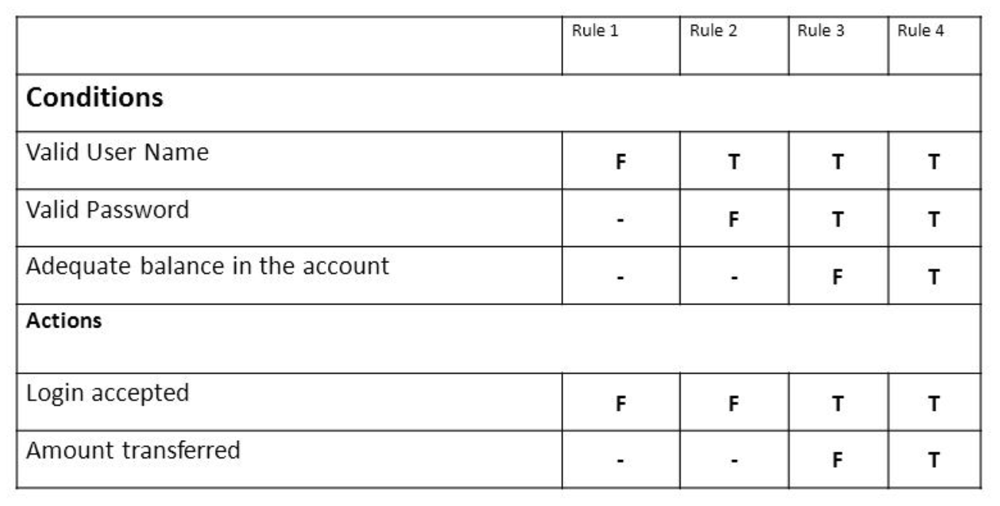 Rule 1 Rule 2 Rule 3 Rule 4
Conditions
Valid User Name F T T T
Valid Password - F T T
Adequate balance in the account - - F T
Actions
Login accepted F F T T
Amount transferred - - F T